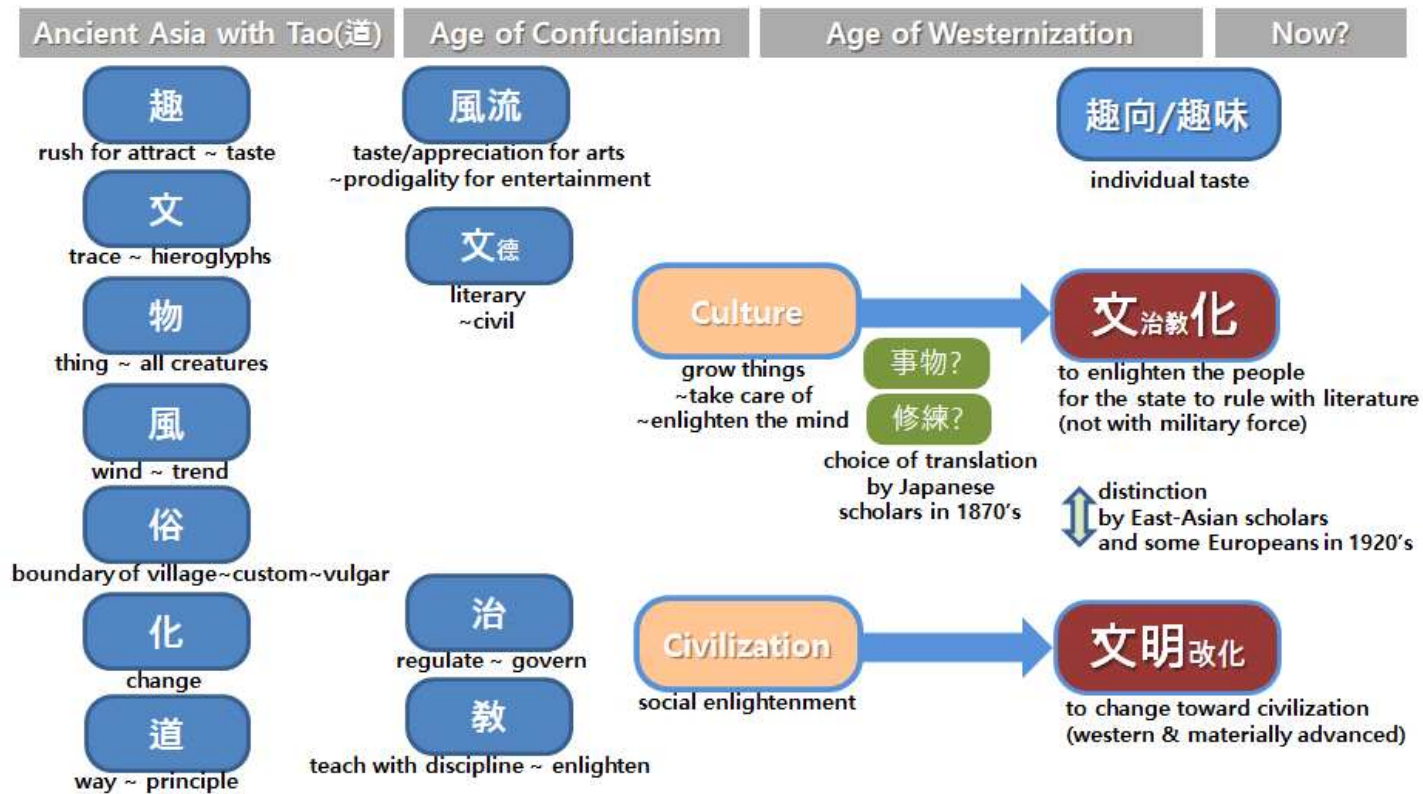 Ancient Asia with Tao(道)
Age of Confucianism
Age of Westernization
Now?
趣
rush for attract ~ taste
文
trace ~ hieroglyphs
物
thing ~ all creatures
風
wind ~ trend
俗
boundary of village~custom~vulgar
化
change
道
way ~ principle
風流
taste/appreciation for arts
~prodigality for entertainment
文德
literary
~civil
治
regulate ~ govern
敎
teach with discipline ~ enlighten
Culture
grow things
~take care of
~enlighten the mind
事物?
修練?
choice of translation
by Japanese
scholars in 1870's
Civilization
social enlightenment
趣向/趣味
individual taste
文治敎化
to enlighten the people
for the state to rule with literature
(not with military force)
distinction
by East-Asian scholars
and some Europeans in 1920's
文明改化
to change toward civilization
(western & materially advanced)